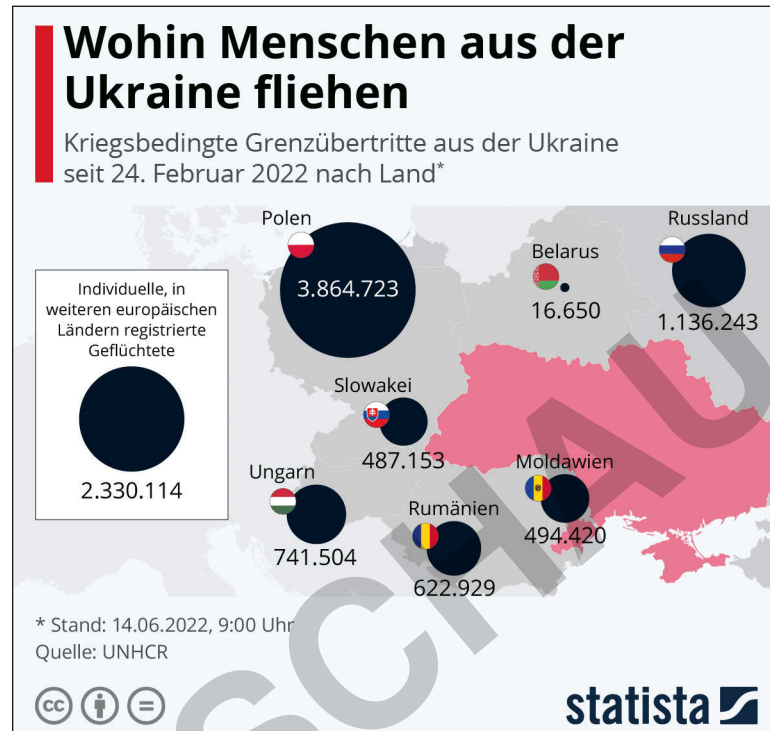 Wohin Menschen aus der
Ukraine fliehen
Kriegsbedingte Grenzübertritte aus der Ukraine
seit 24. Februar 2022 nach Land*
Polen
3.864.723
Belarus
16.650
Russland
1.136.243
Individuelle, in
weiteren europäischen
Ländern registrierte
Geflüchtete
2.330.114
Slowakei
487.153
Ungarn
741.504
Rumänien
622.929
Moldawien
494.420
* Stand: 14.06.2022, 9:00 Uhr
Quelle: UNHCR
cc
statista
SCHAU